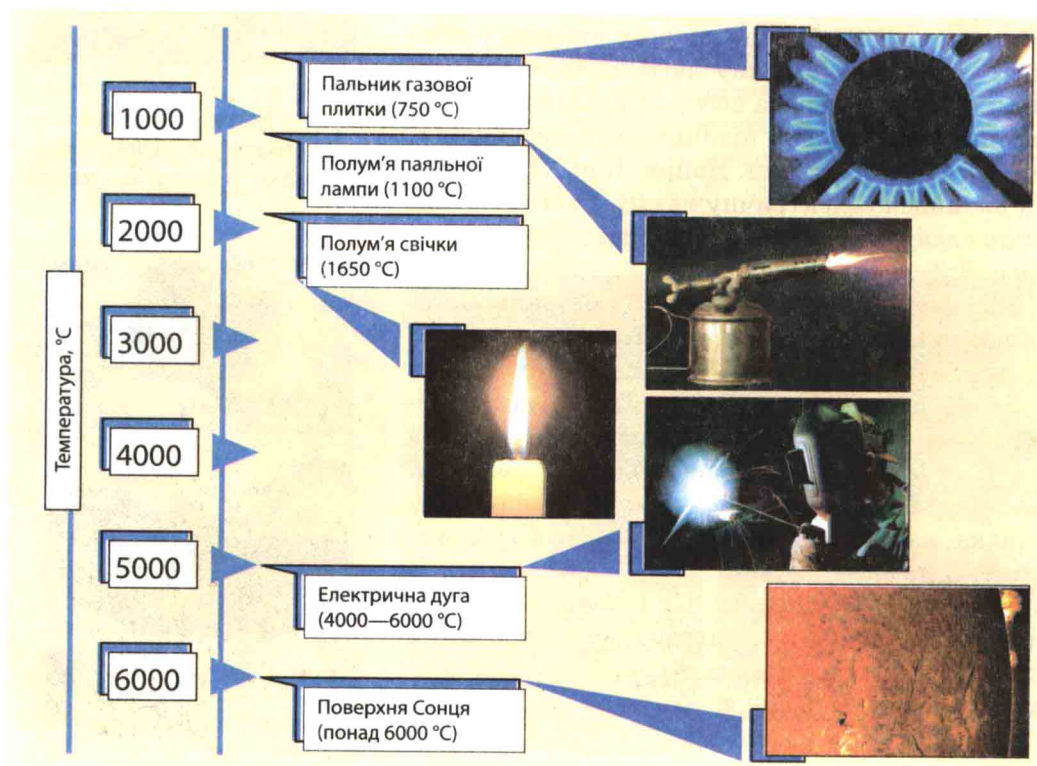 Температура, °С
1000
2000
3000
4000
5000
6000
Пальник газової
плитки (750 °С)
Полум’я паяльної
лампи (1100 °С)
Полум’я свічки
(1650 °С)
Електрична дуга
(4000—6000 °С)
Поверхня Сонця
(понад 6000 °С)